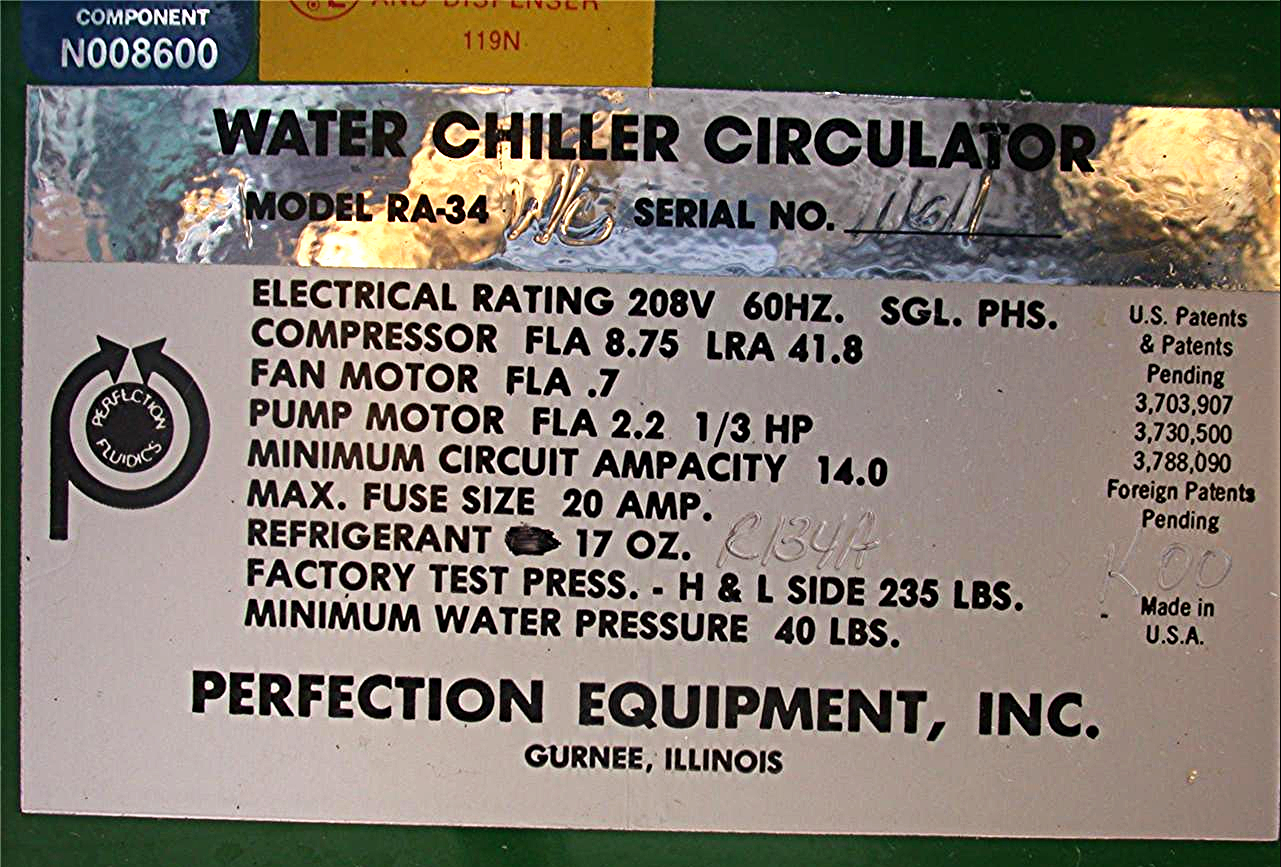 COMPONENT
N008600
AND DISPENSER
119N
WATER CHILLER CIRCULATOR
MODEL RA-34 WC SERIAL NO. 11611
ELECTRICAL RATING 208V 60HZ. SGL. PHS.
COMPRESSOR FLA 8.75 LRA 41.8
FAN MOTOR FLA .7
PUMP MOTOR FLA 2.2 1/3 HP
MINIMUM CIRCUIT AMPACITY 14.0
MAX. FUSE SIZE 20 AMP.
REFRIGERANT 17 OZ. R134A
FACTORY TEST PRESS. - H & L SIDE 235 LBS.
MINIMUM WATER PRESSURE 40 LBS.
U.S. Patents
& Patents
Pending
3,703,907
3,730,500
3,788,090
Foreign Patents
Pending
K00
Made in
U.S.A.
PERFECTION
FLUIDICS
PERFECTION EQUIPMENT, INC.
GURNEE, ILLINOIS